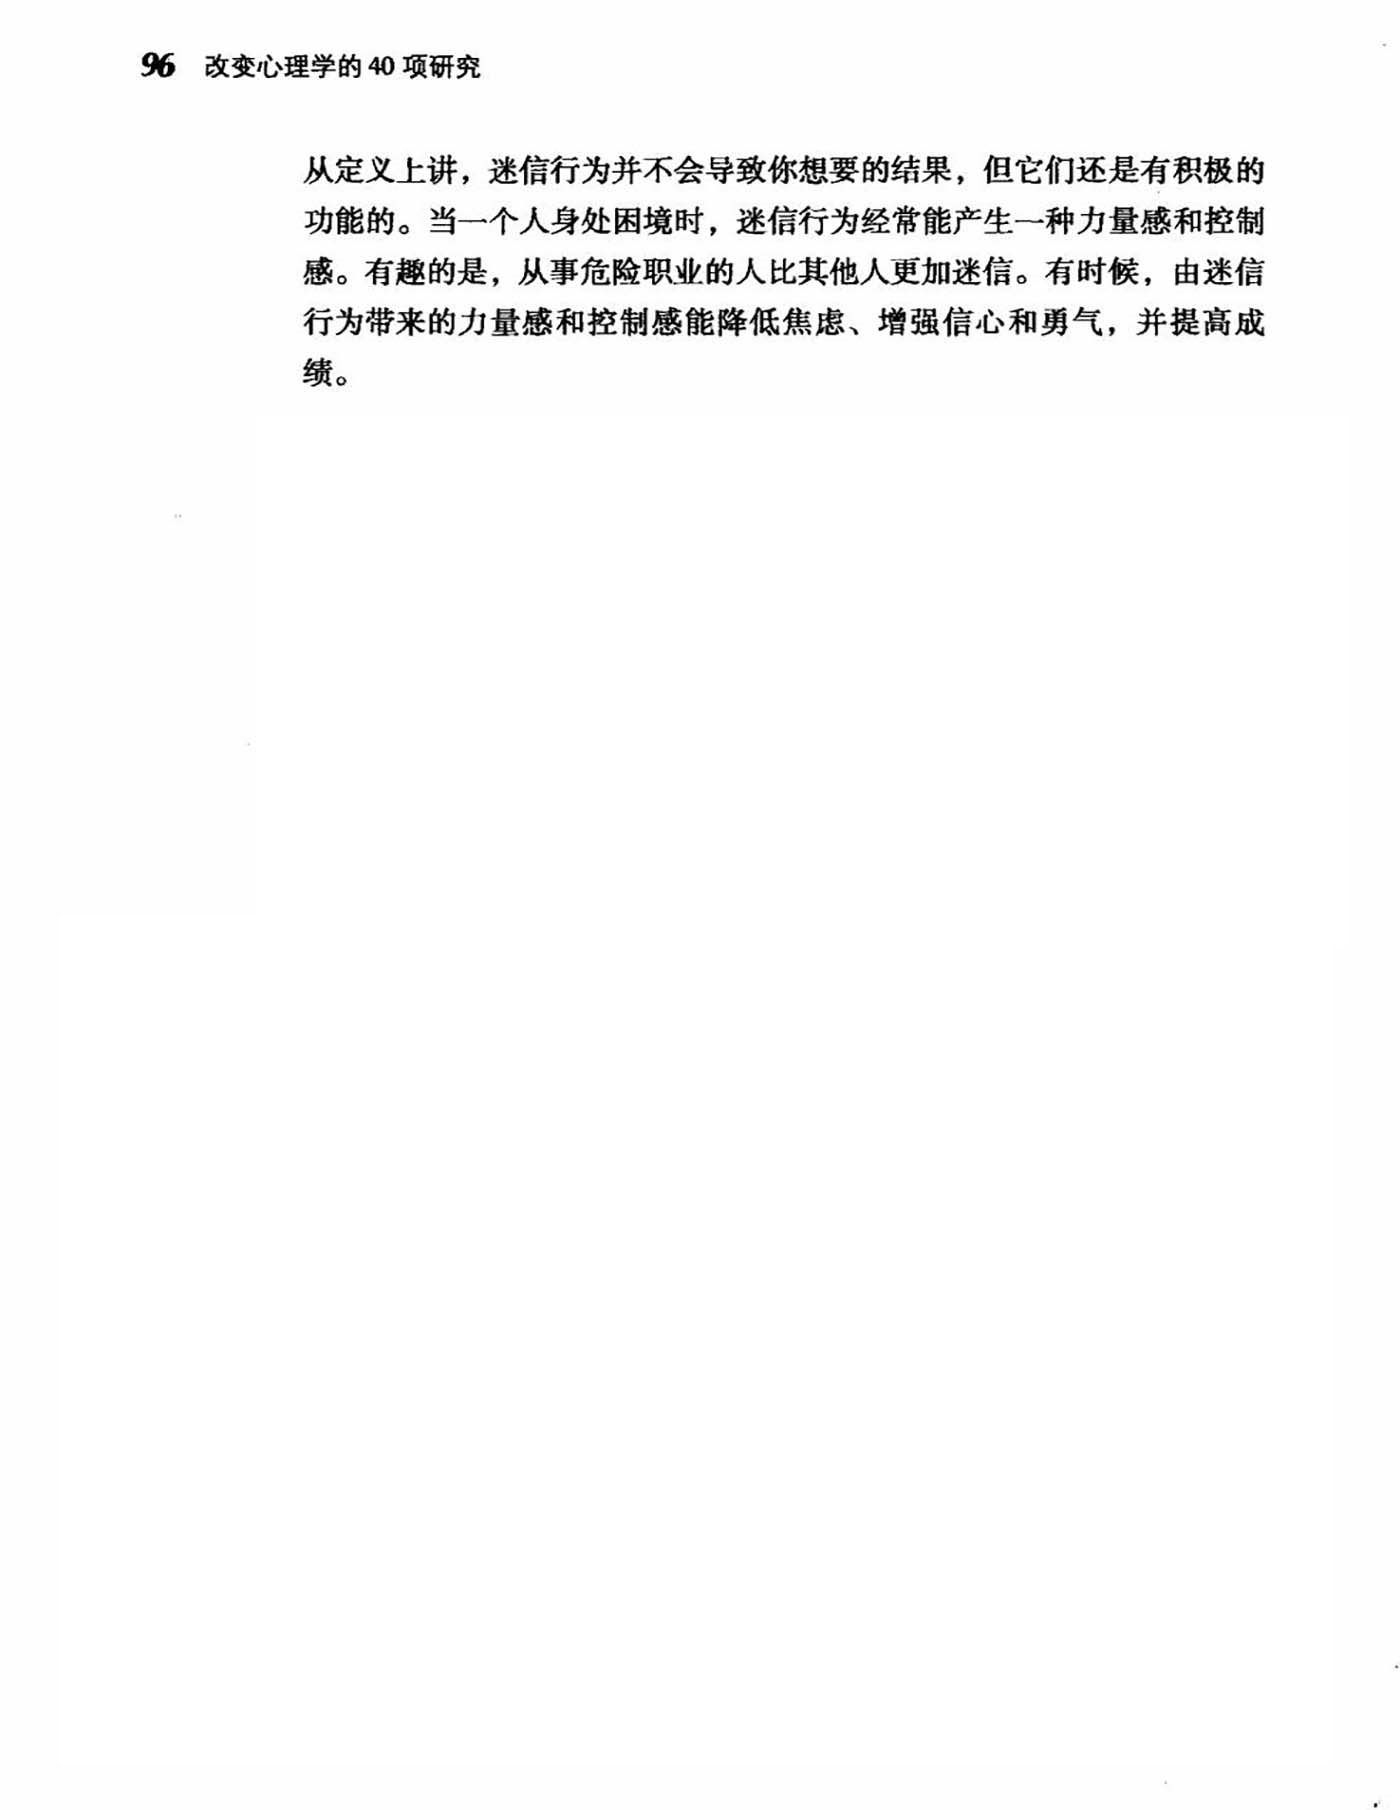 96 改变心理学的 40 项研究
从定义上讲，迷信行为并不会导致你想要的结果，但它们还是有积极的
功能的。当一个人身处困境时，迷信行为经常能产生一种力量感和控制
感。有趣的是，从事危险职业的人比其他人更加迷信。有时候，由迷信
行为带来的力量感和控制感能降低焦虑、增强信心和勇气，并提高成
绩。